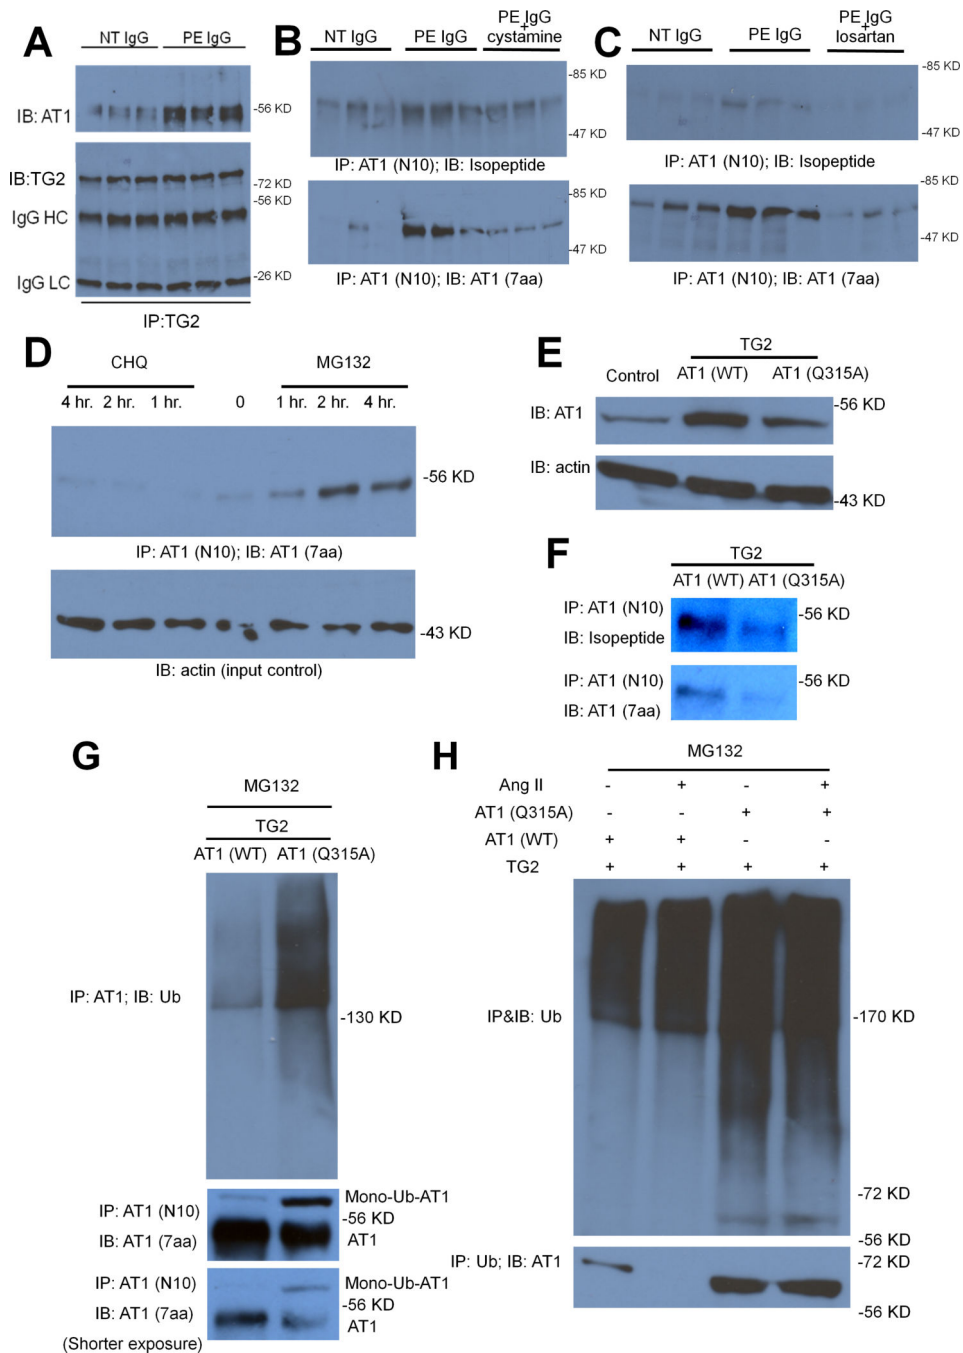 A
NT IgG PE IgG
IB: AT1
-56 KD
IB:TG2
-72 KD
-56 KD
IgG HC
-26 KD
IgG LC
IP:TG2
B
NT IgG PE IgG PE IgG + cystamine
-85 KD
-47 KD
IP: AT1 (N10); IB: Isopeptide
-85 KD
-47 KD
IP: AT1 (N10); IB: AT1 (7aa)
C
NT IgG PE IgG PE IgG + losartan
-85 KD
-47 KD
IP: AT1 (N10); IB: Isopeptide
-85 KD
-47 KD
IP: AT1 (N10); IB: AT1 (7aa)
D
CHQ MG132
4 hr. 2 hr. 1 hr. 0 1 hr. 2 hr. 4 hr.
-56 KD
IP: AT1 (N10); IB: AT1 (7aa)
-43 KD
IB: actin (input control)
E
TG2
Control AT1 (WT) AT1 (Q315A)
IB: AT1
-56 KD
IB: actin
-43 KD
F
TG2
AT1 (WT) AT1 (Q315A)
IP: AT1 (N10)
-56 KD
IB: Isopeptide
IP: AT1 (N10)
-56 KD
IB: AT1 (7aa)
G
MG132
TG2
AT1 (WT) AT1 (Q315A)
IP: AT1; IB: Ub
-130 KD
IP: AT1 (N10)
Mono-Ub-AT1
-56 KD
IB: AT1 (7aa)
AT1
IP: AT1 (N10)
Mono-Ub-AT1
-56 KD
IB: AT1 (7aa)
AT1
(Shorter exposure)
H
MG132
Ang II - + - +
AT1 (Q315A) - - + +
AT1 (WT) + + - -
TG2 + + + +
IP&IB: Ub
-170 KD
-72 KD
-56 KD
IP: Ub; IB: AT1
-72 KD
-56 KD